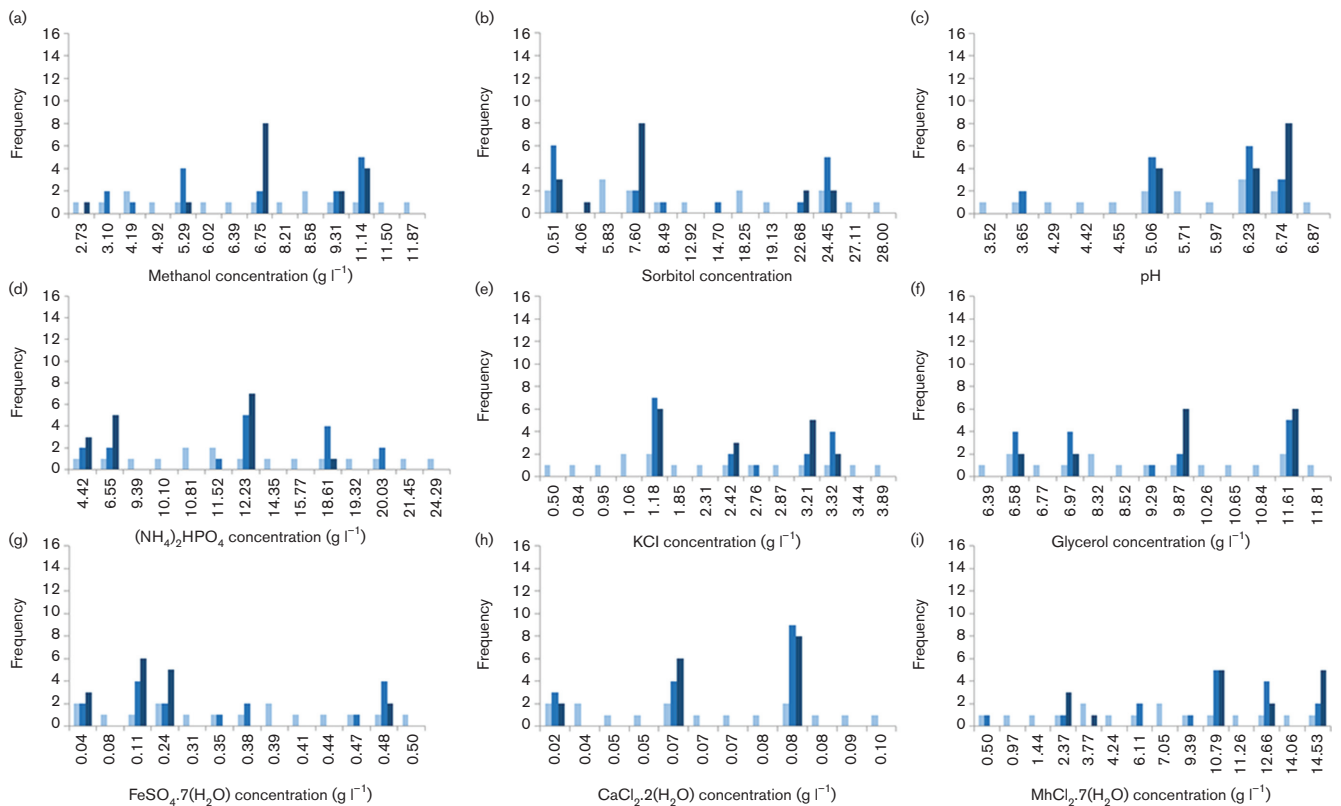 (a)
16
14
12
10
8
6
4
2
0
Frequency
2.73 3.10 4.19 4.92 5.29 6.02 6.39 6.75 8.21 8.58 9.31 11.14 11.50 11.87
Methanol concentration (g l⁻¹)
(b)
16
14
12
10
8
6
4
2
0
Frequency
0.51 4.06 5.83 7.60 8.49 12.92 14.70 18.25 19.13 22.68 24.45 27.11 28.00
Sorbitol concentration
(c)
16
14
12
10
8
6
4
2
0
Frequency
3.52 3.65 4.29 4.42 4.55 5.06 5.71 5.97 6.23 6.74 6.87
pH
(d)
16
14
12
10
8
6
4
2
0
Frequency
4.42 6.55 9.39 10.10 10.81 11.52 12.23 14.35 15.77 18.61 19.32 20.03 21.45 24.29
(NH₄)₂HPO₄ concentration (g l⁻¹)
(e)
16
14
12
10
8
6
4
2
0
Frequency
0.50 0.84 0.95 1.06 1.18 1.85 2.31 2.42 2.76 2.87 3.21 3.32 3.44 3.89
KCl concentration (g l⁻¹)
(f)
16
14
12
10
8
6
4
2
0
Frequency
6.39 6.58 6.77 6.97 8.32 8.52 9.29 9.87 10.26 10.65 10.84 11.61 11.81
Glycerol concentration (g l⁻¹)
(g)
16
14
12
10
8
6
4
2
0
Frequency
0.04 0.08 0.11 0.24 0.31 0.35 0.38 0.39 0.41 0.44 0.47 0.48 0.50
FeSO₄.7(H₂O) concentration (g l⁻¹)
(h)
16
14
12
10
8
6
4
2
0
Frequency
0.02 0.04 0.05 0.05 0.07 0.07 0.07 0.08 0.08 0.08 0.09 0.10
CaCl₂.2(H₂O) concentration (g l⁻¹)
(i)
16
14
12
10
8
6
4
2
0
Frequency
0.50 0.97 1.44 2.37 3.77 4.24 6.11 7.05 9.39 10.79 11.26 12.66 14.06 14.53
MhCl₂.7(H₂O) concentration (g l⁻¹)